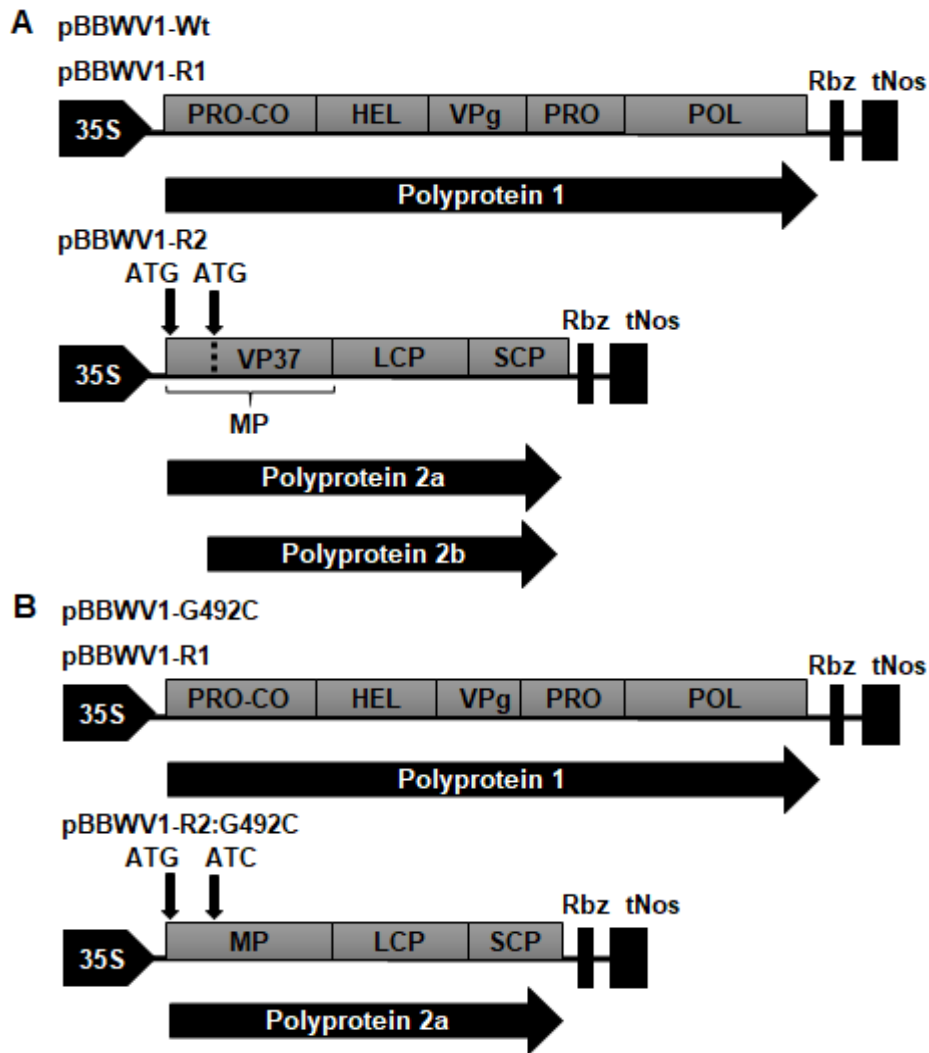 A pBBWV1-Wt
pBBWV1-R1
Rbz tNos
35S PRO-CO HEL VPg PRO POL
Polyprotein 1
pBBWV1-R2
ATG ATG
Rbz tNos
35S VP37 LCP SCP
MP
Polyprotein 2a
Polyprotein 2b
B pBBWV1-G492C
pBBWV1-R1
Rbz tNos
35S PRO-CO HEL VPg PRO POL
Polyprotein 1
pBBWV1-R2:G492C
ATG ATC
Rbz tNos
35S MP LCP SCP
Polyprotein 2a